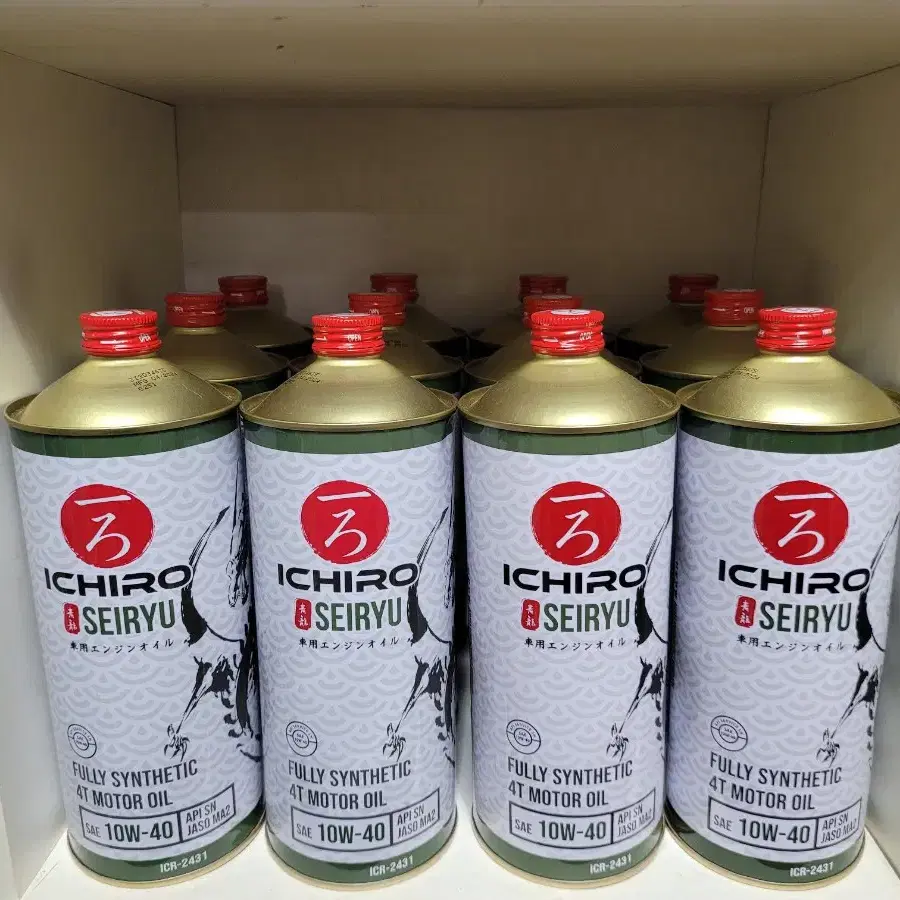 一ろ
ICHIRO
青龍 SEIRYU
車用エンジンオイル
FULLY SYNTHETIC
4T MOTOR OIL
SAE 10W-40 API SN
JASO MA2
ICR-2431
一ろ
ICHIRO
青龍 SEIRYU
車用エンジンオイル
FULLY SYNTHETIC
4T MOTOR OIL
SAE 10W-40 API SN
JASO MA2
ICR-2431
一ろ
ICHIRO
青龍 SEIRYU
車用エンジンオイル
FULLY SYNTHETIC
4T MOTOR OIL
SAE 10W-40 API SN
JASO MA2
ICR-2431
一ろ
ICHIRO
青龍 SEIRYU
車用エンジンオイル
FULLY SYNTHETIC
4T MOTOR OIL
SAE 10W-40 API SN
JASO MA2
ICR-2431